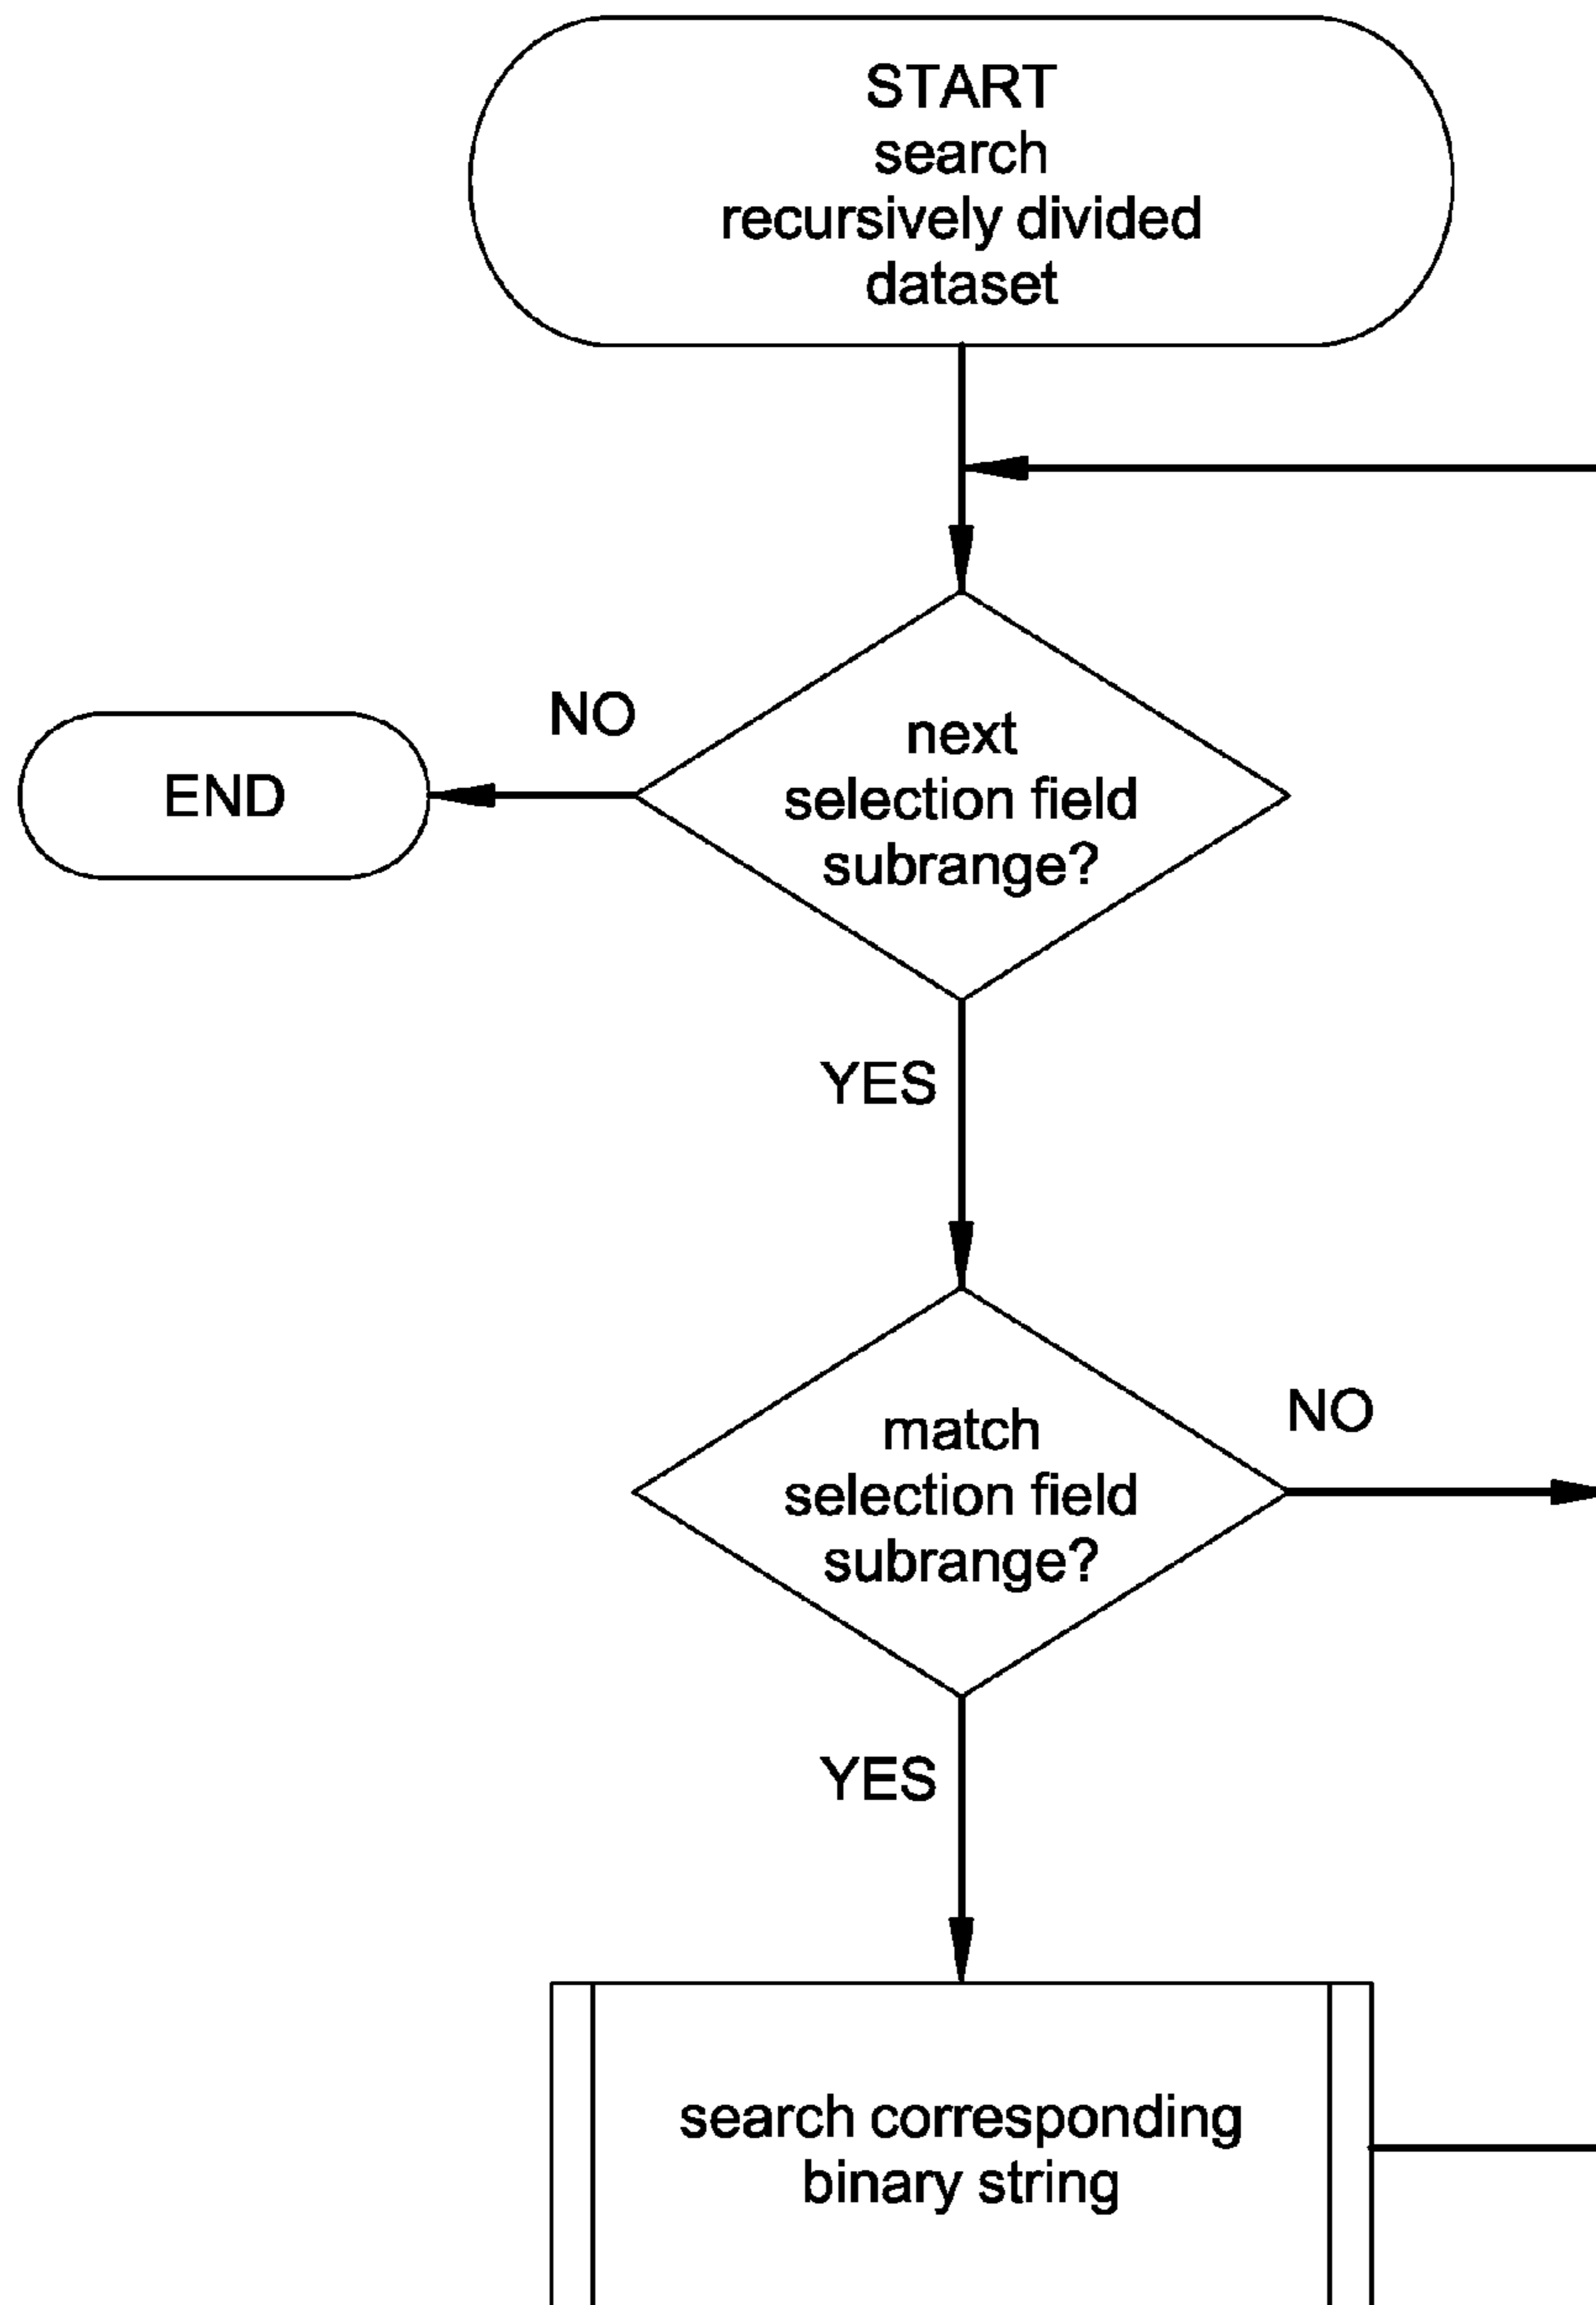 START
search
recursively divided
dataset
NO
next
selection field
subrange?
END
YES
match
selection field
subrange?
NO
YES
search corresponding
binary string